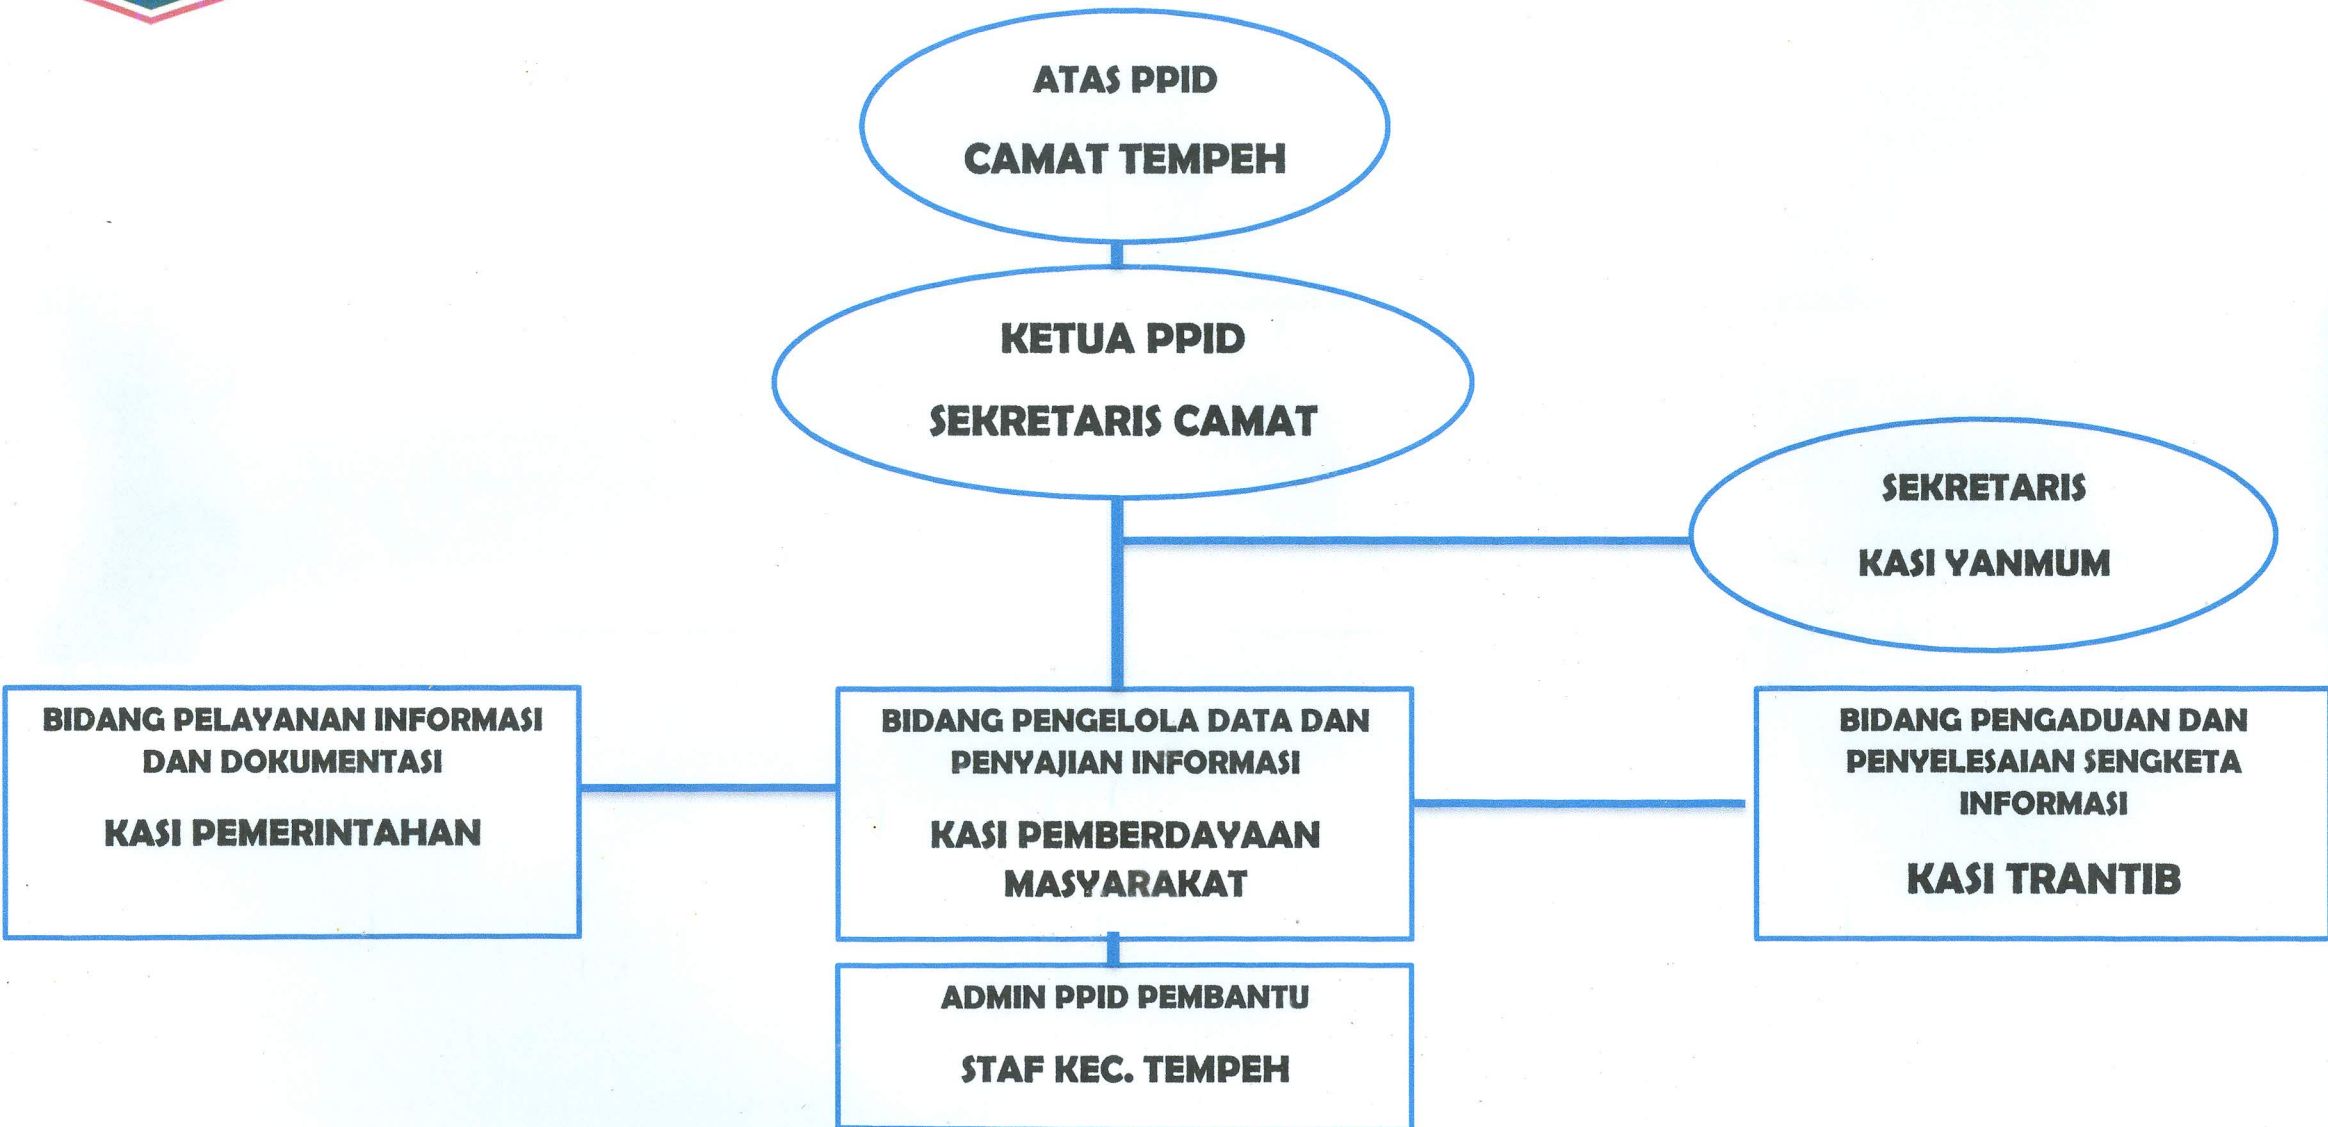 ATAS PPID
CAMAT TEMPEH
KETUA PPID
SEKRETARIS CAMAT
SEKRETARIS
KASI YANMUM
BIDANG PELAYANAN INFORMASI
DAN DOKUMENTASI
KASI PEMERINTAHAN
BIDANG PENGELOLA DATA DAN
PENYAJIAN INFORMASI
KASI PEMBERDAYAAN
MASYARAKAT
BIDANG PENGADUAN DAN
PENYELESAIAN SENGKETA
INFORMASI
KASI TRANTIB
ADMIN PPID PEMBANTU
STAF KEC. TEMPEH